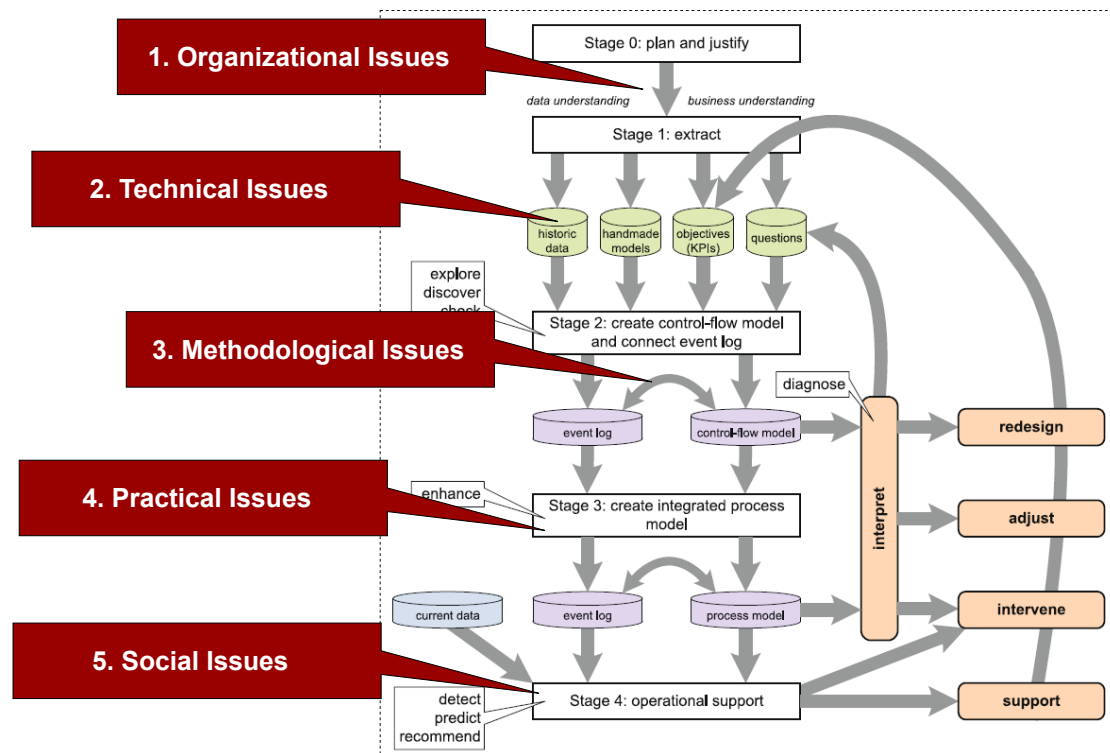 Stage 0: plan and justify
1. Organizational Issues
data understanding
business understanding
Stage 1: extract
2. Technical Issues
historic
data
handmade
models
objectives
(KPIs)
questions
explore
discover
check
Stage 2: create control-flow model
and connect event log
3. Methodological Issues
diagnose
event log
control-flow model
redesign
4. Practical Issues
enhance
Stage 3: create integrated process
model
interpret
adjust
current data
event log
process model
intervene
5. Social Issues
Stage 4: operational support
support
detect
predict
recommend